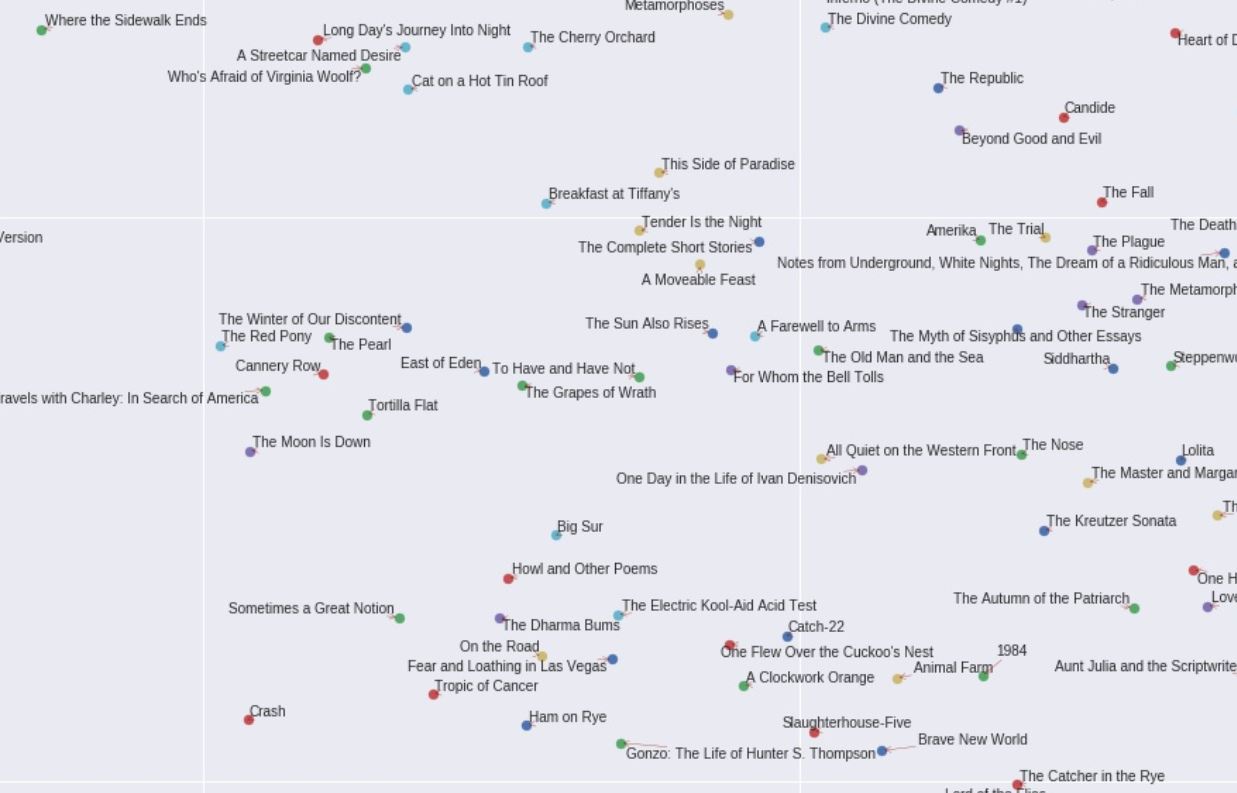 Metamorphoses
Inferno (The Divine Comedy #1)
Where the Sidewalk Ends
The Divine Comedy
Long Day's Journey Into Night
The Cherry Orchard
Heart of D
A Streetcar Named Desire
Who's Afraid of Virginia Woolf?
Cat on a Hot Tin Roof
The Republic
Candide
Beyond Good and Evil
This Side of Paradise
Breakfast at Tiffany's
The Fall
Tender Is the Night
Amerika
The Trial
The Death
Version
The Complete Short Stories
The Plague
Notes from Underground, White Nights, The Dream of a Ridiculous Man, a
A Moveable Feast
The Metamorph
The Stranger
The Winter of Our Discontent
The Sun Also Rises
A Farewell to Arms
The Red Pony
The Myth of Sisyphus and Other Essays
The Pearl
The Old Man and the Sea
Siddhartha
Steppenwo
Cannery Row
East of Eden
To Have and Have Not
For Whom the Bell Tolls
The Grapes of Wrath
ravels with Charley: In Search of America
Tortilla Flat
The Moon Is Down
All Quiet on the Western Front
The Nose
Lolita
One Day in the Life of Ivan Denisovich
The Master and Margar
Th
Big Sur
The Kreutzer Sonata
Howl and Other Poems
One H
The Autumn of the Patriarch
Love
Sometimes a Great Notion
The Electric Kool-Aid Acid Test
The Dharma Bums
Catch-22
On the Road
One Flew Over the Cuckoo's Nest
1984
Fear and Loathing in Las Vegas
Animal Farm
Aunt Julia and the Scriptwrite
A Clockwork Orange
Tropic of Cancer
Crash
Ham on Rye
Slaughterhouse-Five
Brave New World
Gonzo: The Life of Hunter S. Thompson
The Catcher in the Rye
Lord of the Flies